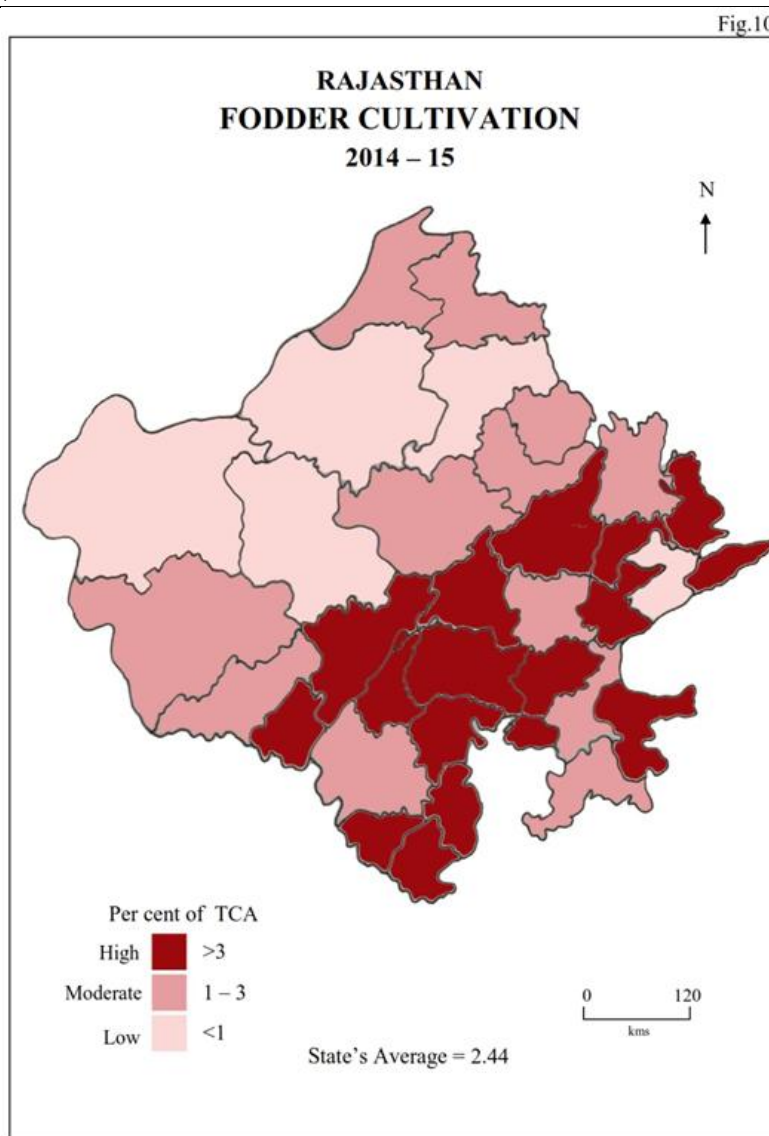 Fig.10
RAJASTHAN
FODDER CULTIVATION
2014 – 15
N
Per cent of TCA
High >3
Moderate 1 – 3
Low <1
0 120
kms
State's Average = 2.44